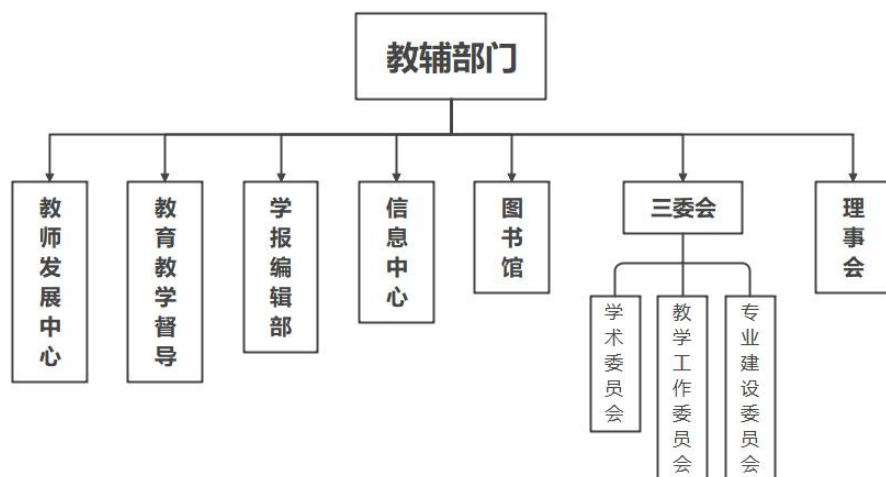 教辅部门
教师发展中心
教育教学督导
学报编辑部
信息中心
图书馆
三委会
理事会
学术委员会
教学工作委员会
专业建设委员会